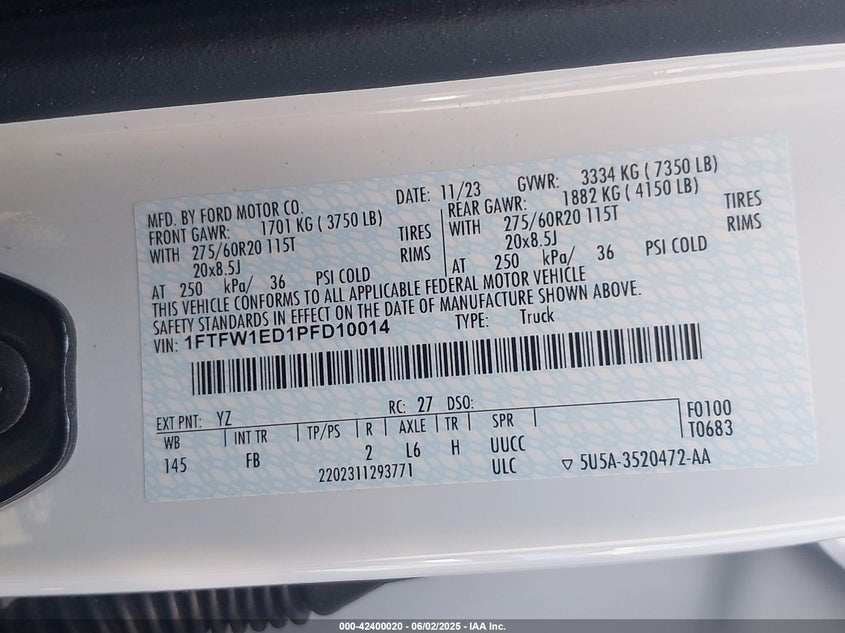 MFD. BY FORD MOTOR CO. DATE: 11/23 GVWR: 3334 KG ( 7350 LB)
FRONT GAWR: 1701 KG ( 3750 LB) REAR GAWR: 1882 KG ( 4150 LB)
WITH 275/60R20 115T TIRES WITH 275/60R20 115T TIRES
20x8.5J RIMS 20x8.5J RIMS
AT 250 kPa/ 36 PSI COLD AT 250 kPa/ 36 PSI COLD
THIS VEHICLE CONFORMS TO ALL APPLICABLE FEDERAL MOTOR VEHICLE
SAFETY STANDARDS IN EFFECT ON THE DATE OF MANUFACTURE SHOWN ABOVE.
VIN: 1FTFW1ED1PFD10014 TYPE: Truck
EXT PNT: YZ RC: 27 DSO: F0100
WB INT TR TP/PS R AXLE TR SPR T0683
145 FB 2 L6 H UUCC
2202311293771 ULC ▽ 5U5A-3520472-AA
000-42400020 - 06/02/2025 - IAA Inc.